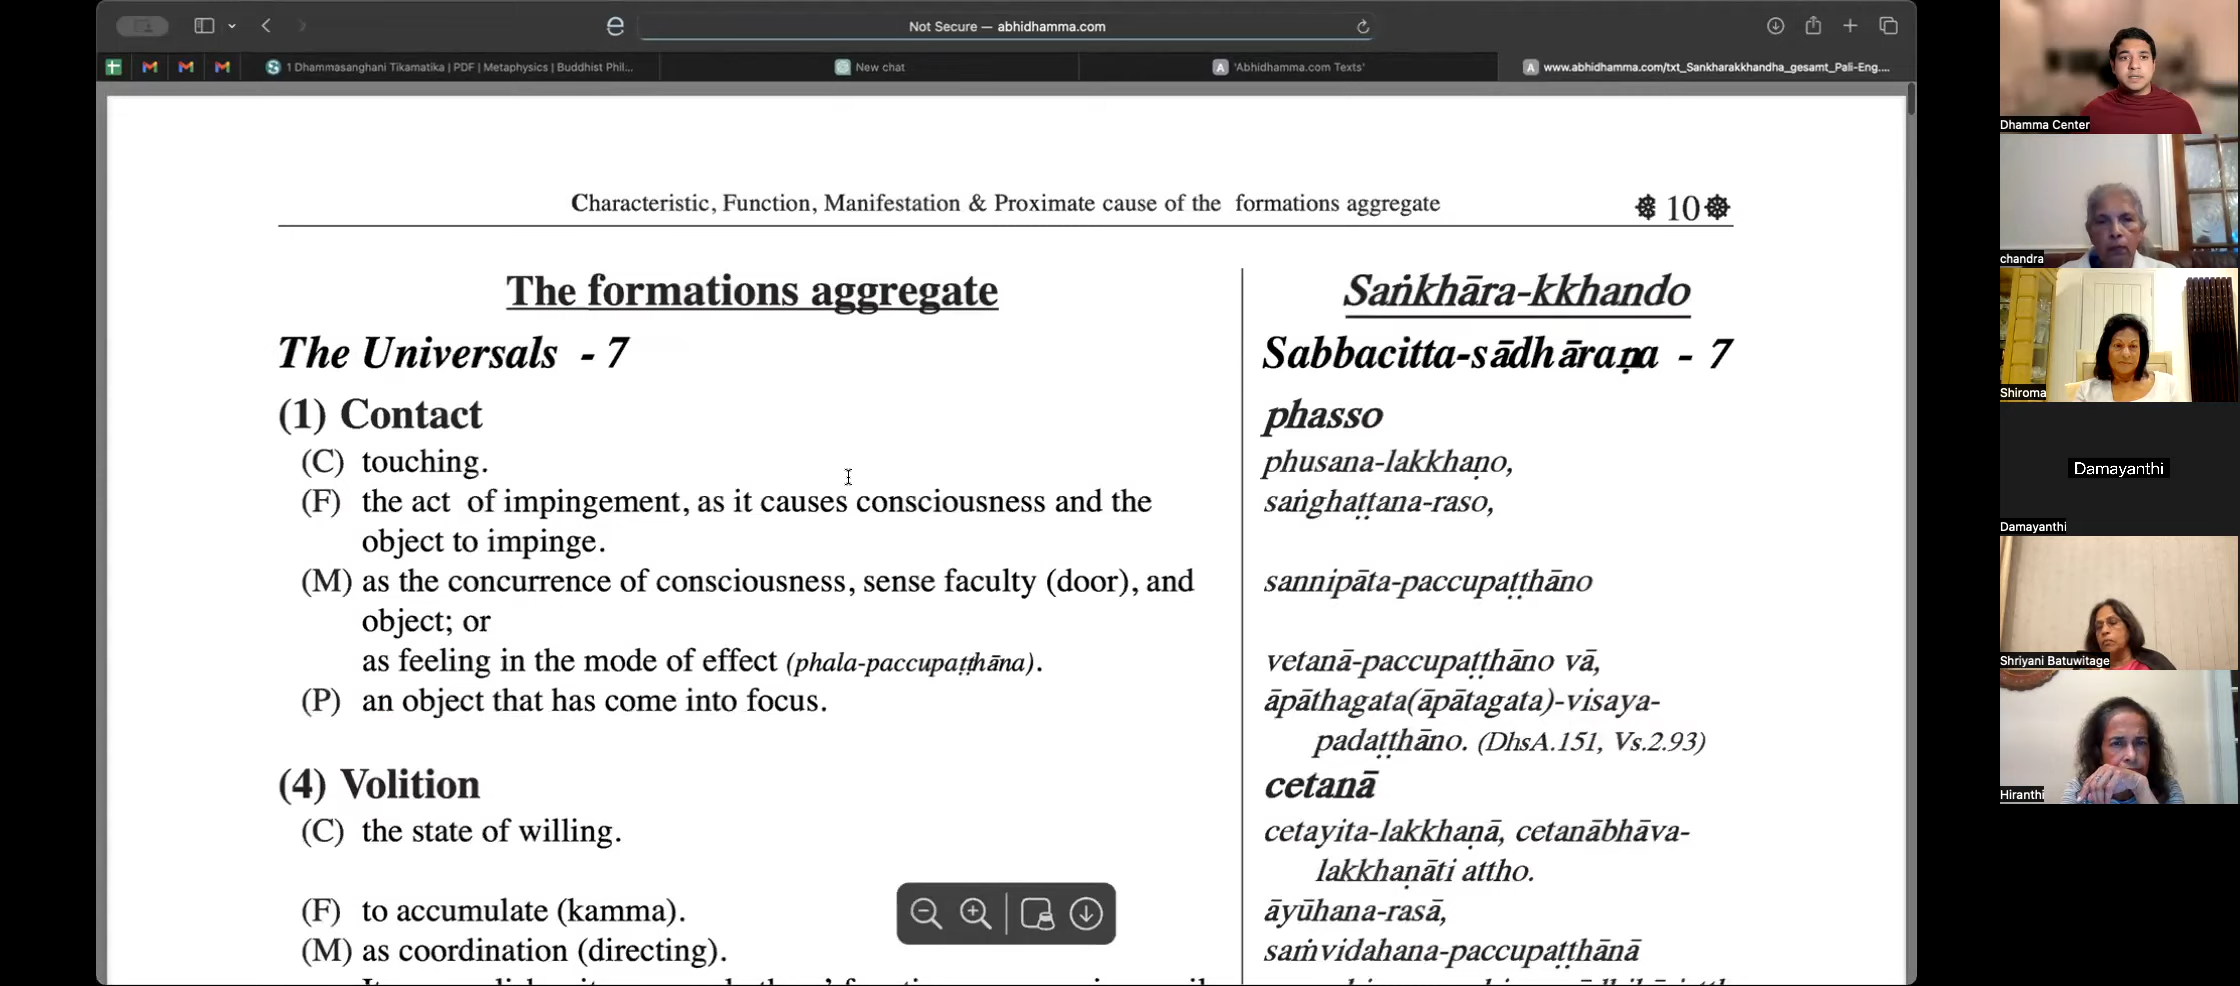 Not Secure — abhidhamma.com
1 Dhammasanghani Tikamatika | PDF | Metaphysics | Buddhist Phil...
New chat
'Abhidhamma.com Texts'
www.abhidhamma.com/txt_Sankharakkhandha_gesamt_Pali-Eng....
Characteristic, Function, Manifestation & Proximate cause of the formations aggregate
10
The formations aggregate
The Universals - 7
(1) Contact
(C) touching.
(F) the act of impingement, as it causes consciousness and the
object to impinge.
(M) as the concurrence of consciousness, sense faculty (door), and
object; or
as feeling in the mode of effect (phala-paccupaṭṭhāna).
(P) an object that has come into focus.
(4) Volition
(C) the state of willing.
(F) to accumulate (kamma).
(M) as coordination (directing).
Saṅkhāra-kkhando
Sabbacitta-sādhāraṇa - 7
phasso
phusana-lakkhaṇo,
saṅghaṭṭana-raso,
sannipāta-paccupaṭṭhāno
vetanā-paccupaṭṭhāno vā,
āpāthagata(āpātagata)-visaya-
padaṭṭhāno. (DhsA.151, Vs.2.93)
cetanā
cetayita-lakkhaṇā, cetanābhāva-
lakkhaṇāti attho.
āyūhana-rasā,
saṁvidahana-paccupaṭṭhānā
Dhamma Center
chandra
Shiroma
Damayanthi
Damayanthi
Shriyani Batuwitage
Hiranthi